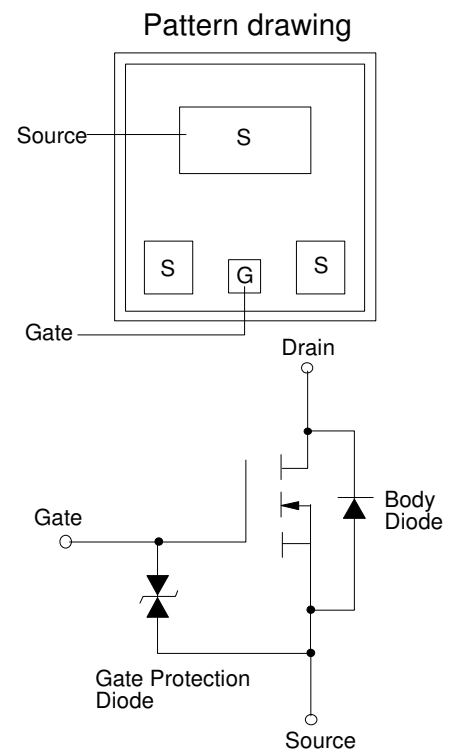 Pattern drawing
Source
S
S
G
S
Gate
Drain
Gate
Body
Diode
Gate Protection
Diode
Source